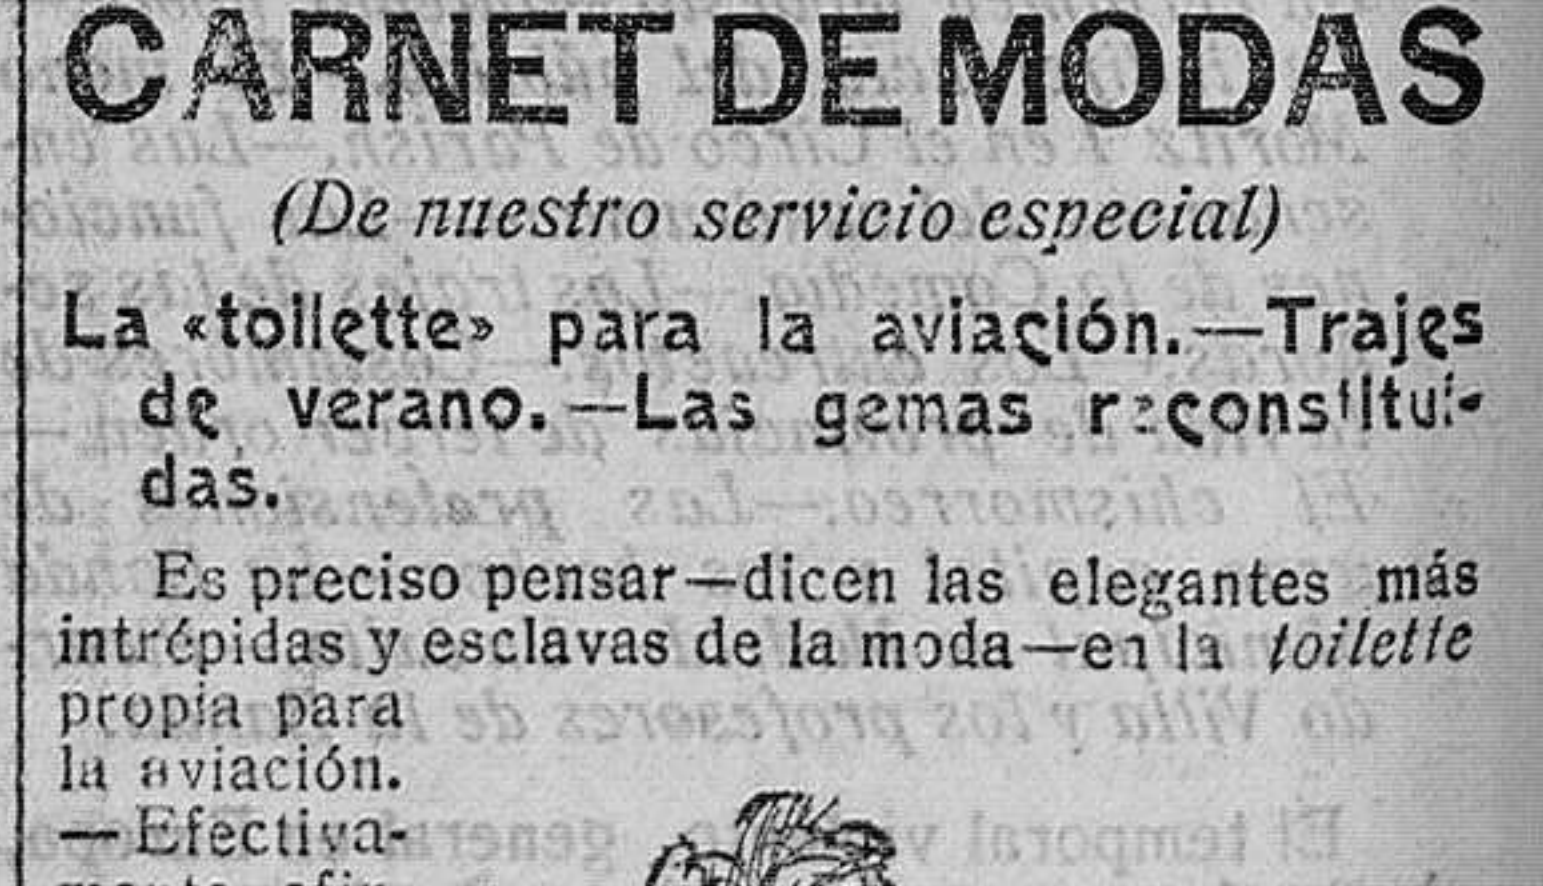 CARNET DE MODAS
(De nuestro servicio especial)
La «toilette» para la aviación.—Trajes
de verano.—Las gemas reconstituí-
das.
Es preciso pensar—dicen las elegantes más
intrépidas y esclavas de la moda—en la toilette
propia para
la aviación.
—Efectiva-